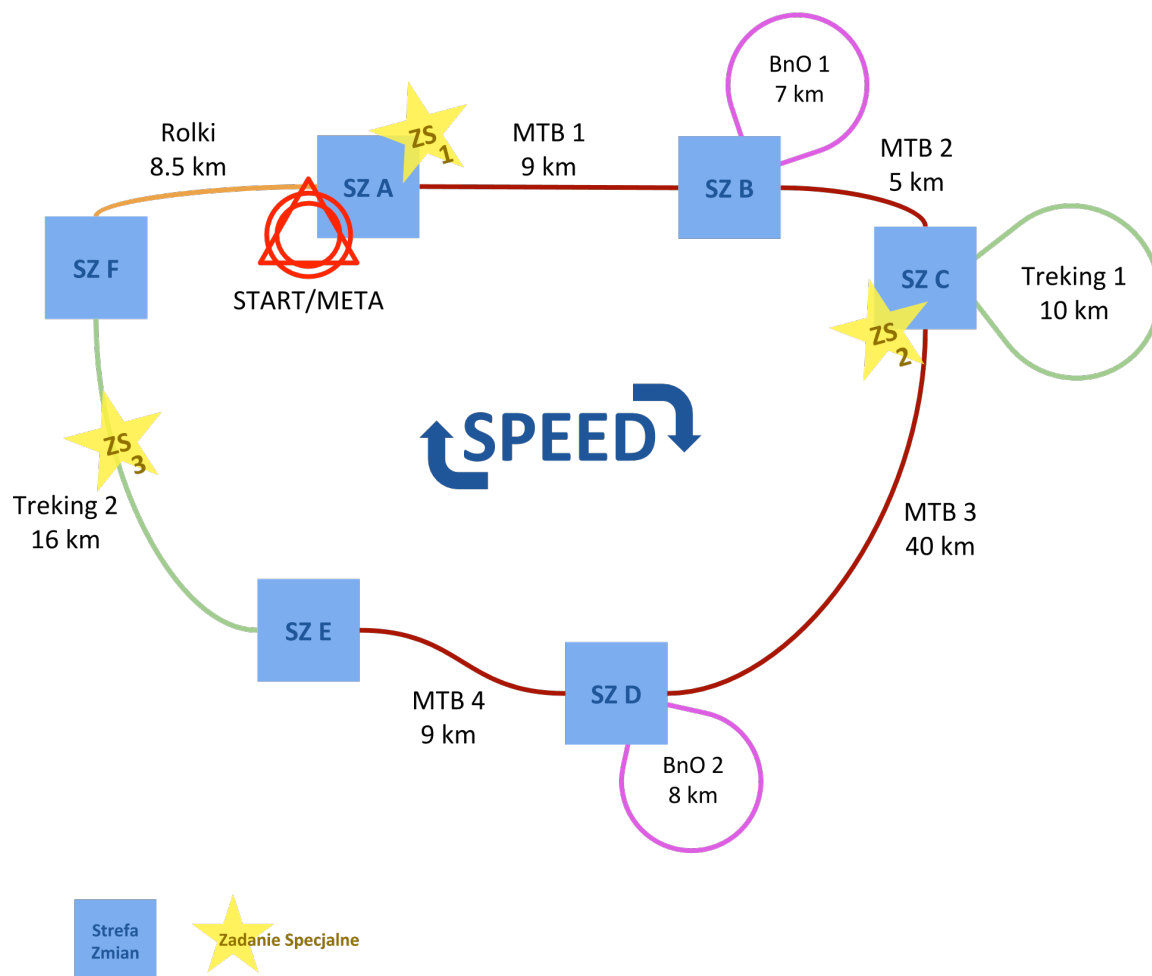 BnO 1
7 km
Rolki
8.5 km
ZS
1
MTB 1
9 km
MTB 2
5 km
SZ A
SZ B
SZ F
START/META
SZ C
Treking 1
10 km
ZS
2
SPEED
ZS
3
Treking 2
16 km
MTB 3
40 km
SZ E
SZ D
MTB 4
9 km
BnO 2
8 km
Strefa
Zmian
Zadanie Specjalne